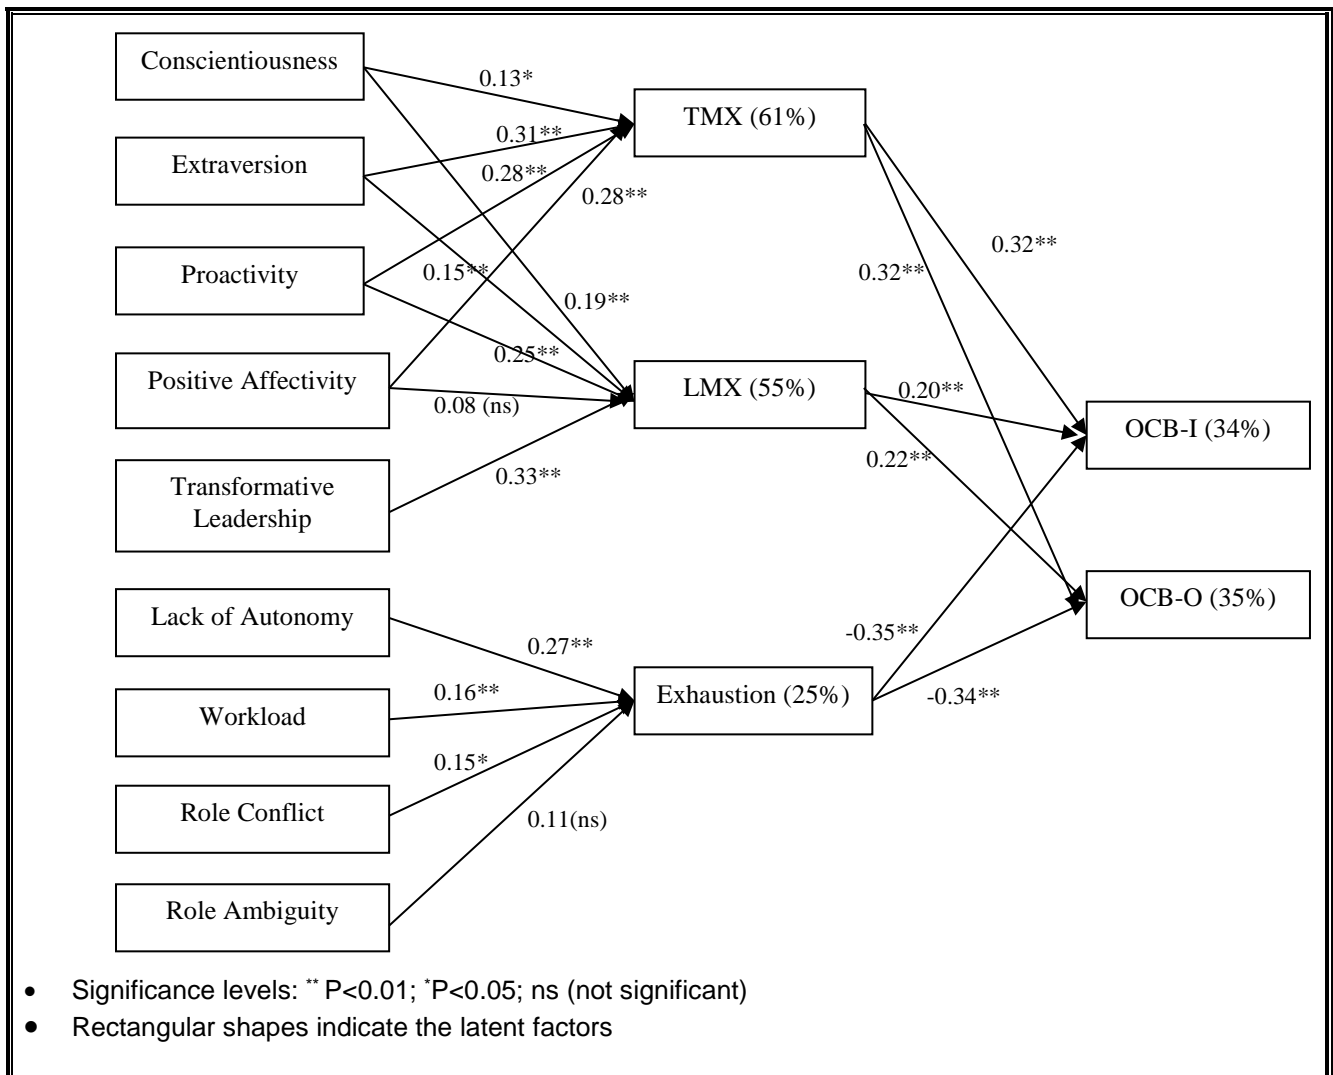 Conscientiousness
0.13*
TMX (61%)
Extraversion
0.31**
0.28**
0.28**
Proactivity
0.15**
0.19**
0.32**
0.32**
Positive Affectivity
0.25**
0.08 (ns)
LMX (55%)
0.20**
OCB-I (34%)
0.22**
Transformative
Leadership
0.33**
Lack of Autonomy
0.27**
OCB-O (35%)
-0.35**
Workload
0.16**
Exhaustion (25%)
-0.34**
Role Conflict
0.15*
0.11(ns)
Role Ambiguity
• Significance levels: ** P<0.01; *P<0.05; ns (not significant)
• Rectangular shapes indicate the latent factors